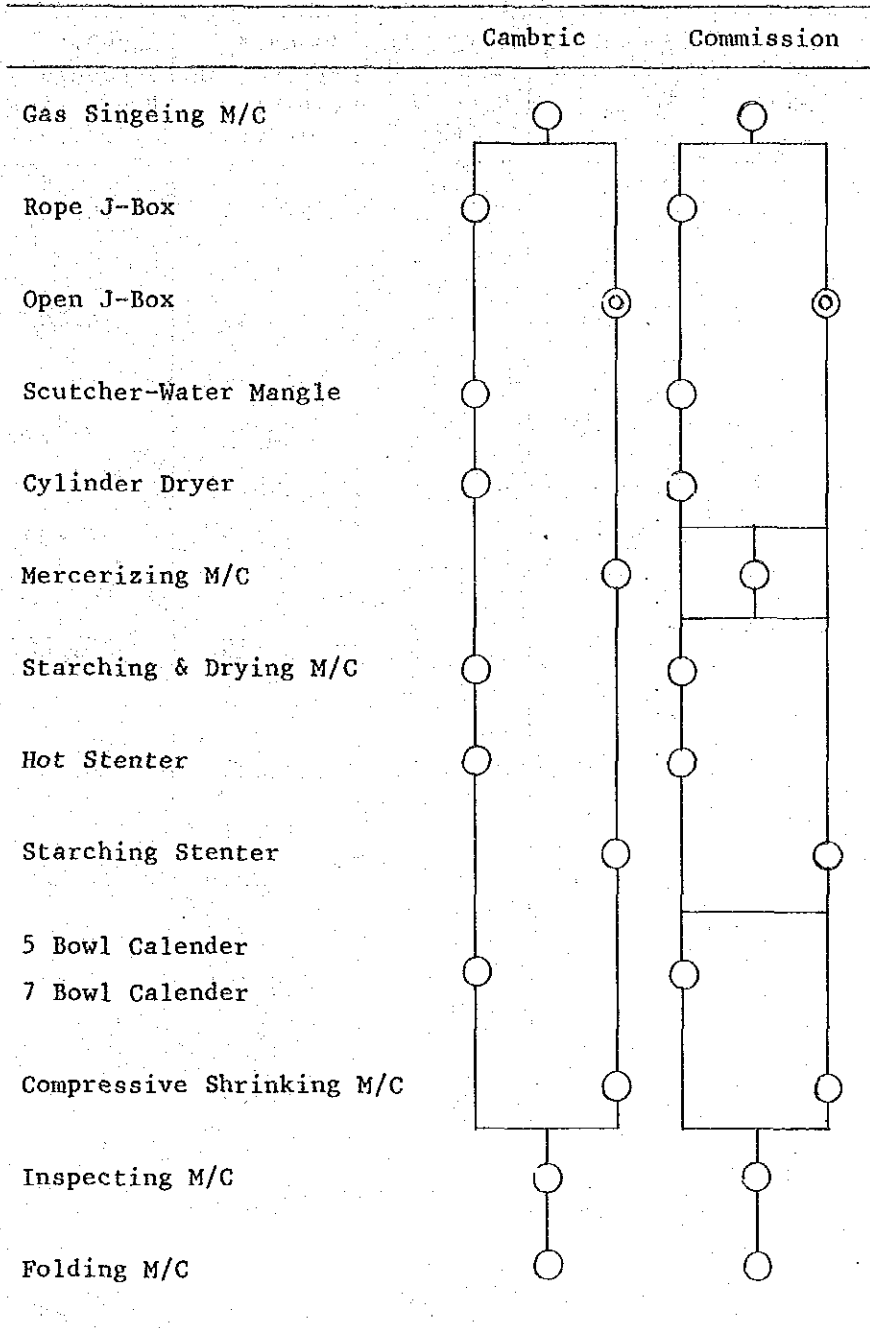 Cambric Commission
Gas Singeing M/C
Rope J-Box
Open J-Box
Scutcher-Water Mangle
Cylinder Dryer
Mercerizing M/C
Starching & Drying M/C
Hot Stenter
Starching Stenter
5 Bowl Calender
7 Bowl Calender
Compressive Shrinking M/C
Inspecting M/C
Folding M/C